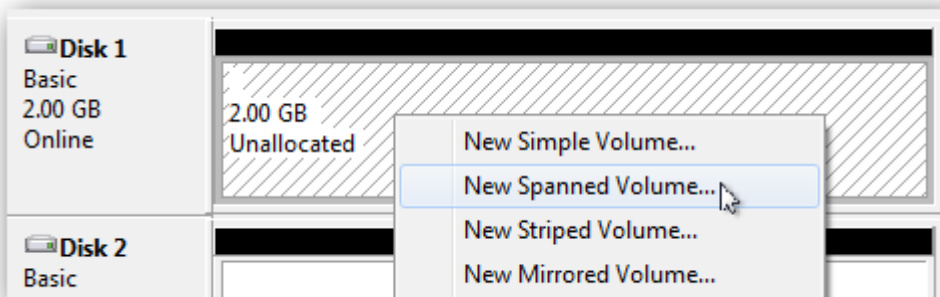 Disk 1
Basic
2.00 GB
Online
2.00 GB
Unallocated
New Simple Volume...
New Spanned Volume...
New Striped Volume...
New Mirrored Volume...
Disk 2
Basic